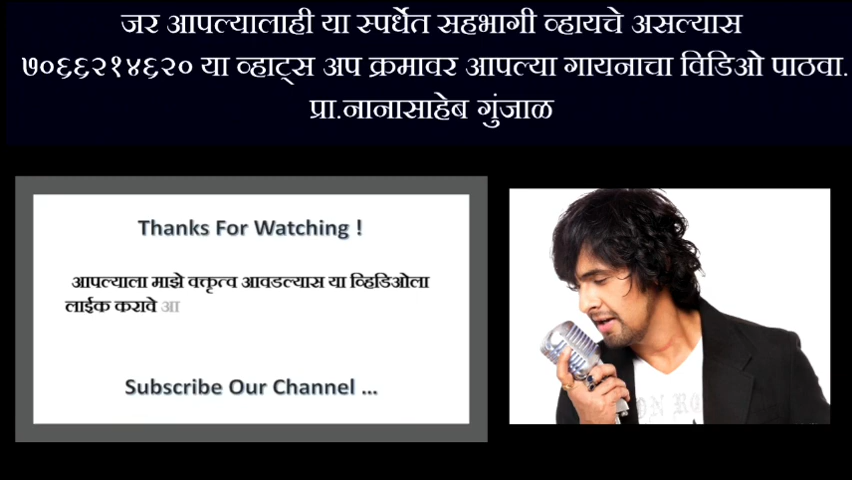 जर आपल्यालाही या स्पर्धेत सहभागी व्हायचे असल्यास
७०६६२१४६२० या व्हाट्स अप क्रमावर आपल्या गायनाचा विडिओ पाठवा.
प्रा.नानासाहेब गुंजाळ
Thanks For Watching !
आपल्याला माझे वक्तृत्व आवडल्यास या व्हिडिओला
लाईक करावे आ
Subscribe Our Channel ...